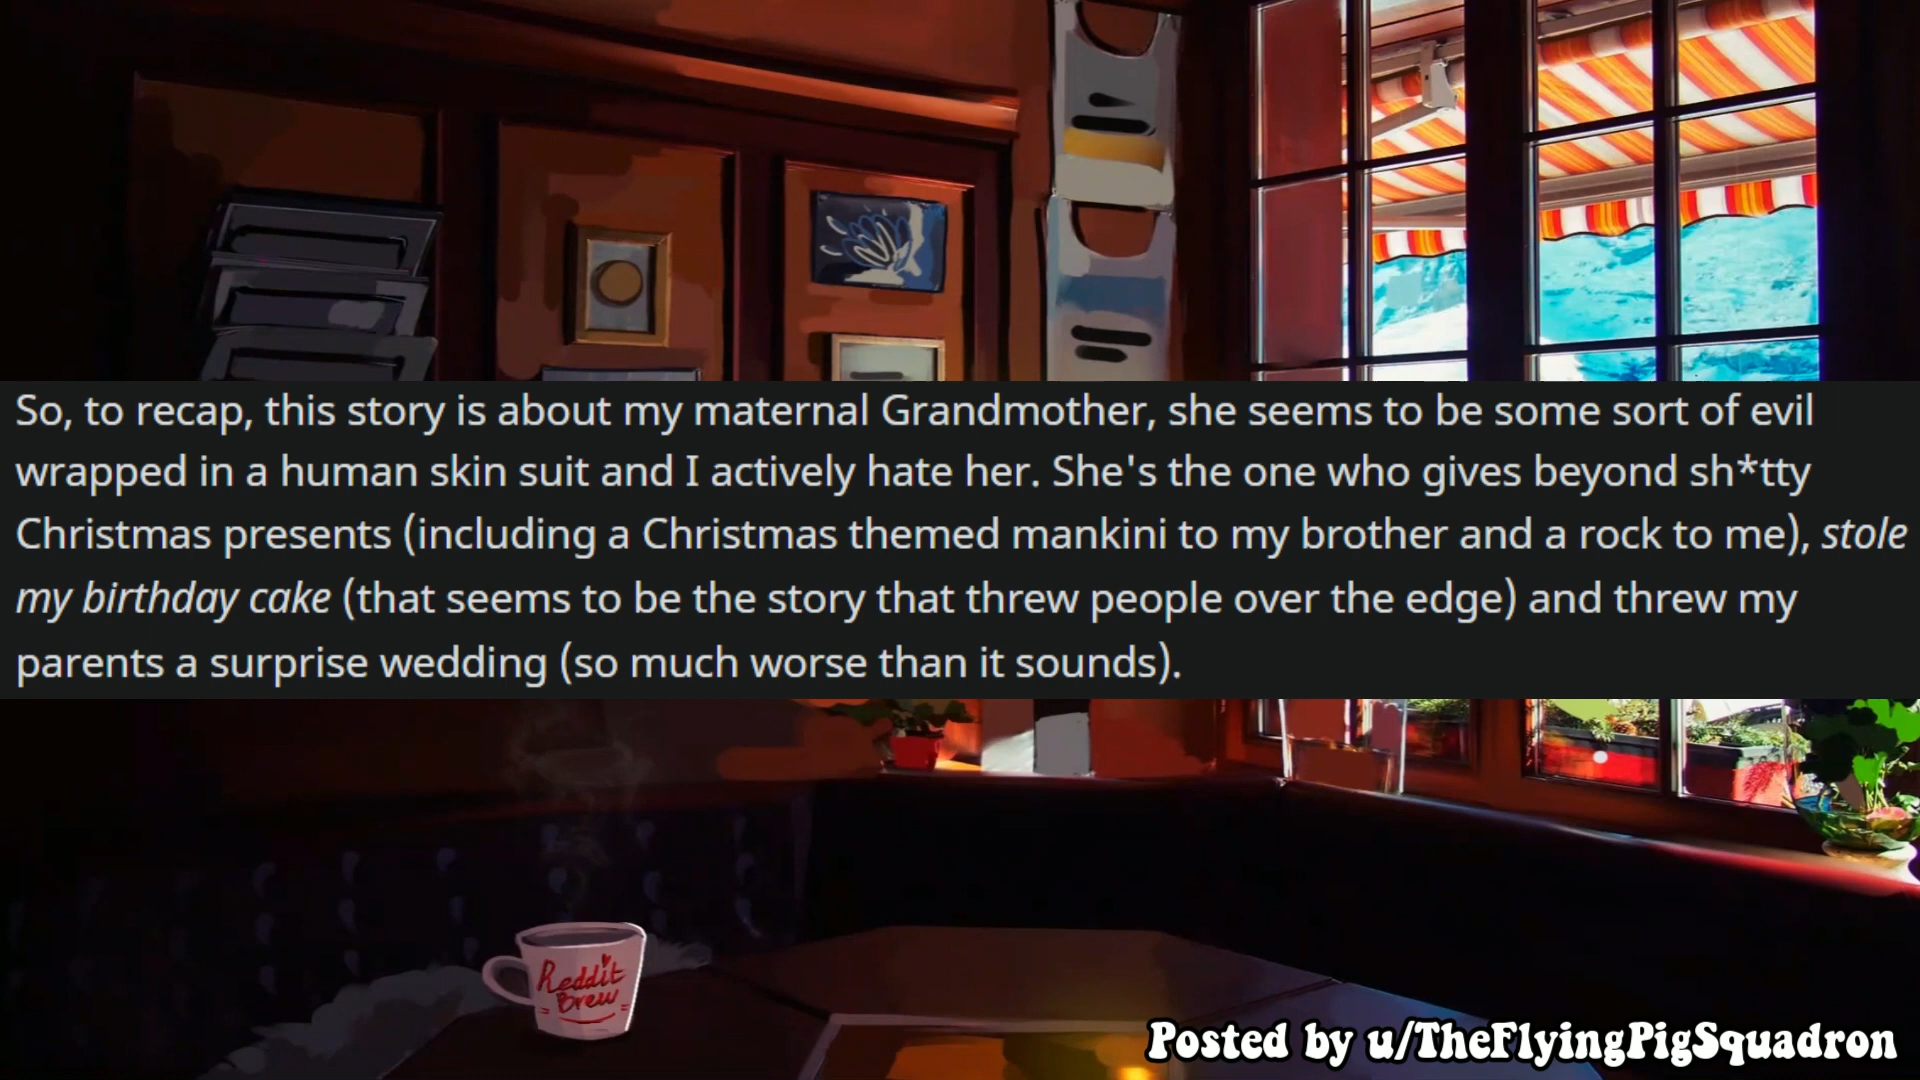 So, to recap, this story is about my maternal Grandmother, she seems to be some sort of evil
wrapped in a human skin suit and I actively hate her. She's the one who gives beyond sh*tty
Christmas presents (including a Christmas themed mankini to my brother and a rock to me), stole
my birthday cake (that seems to be the story that threw people over the edge) and threw my
parents a surprise wedding (so much worse than it sounds).
Reddit
Brew
Posted by u/TheFlyingPigSquadron